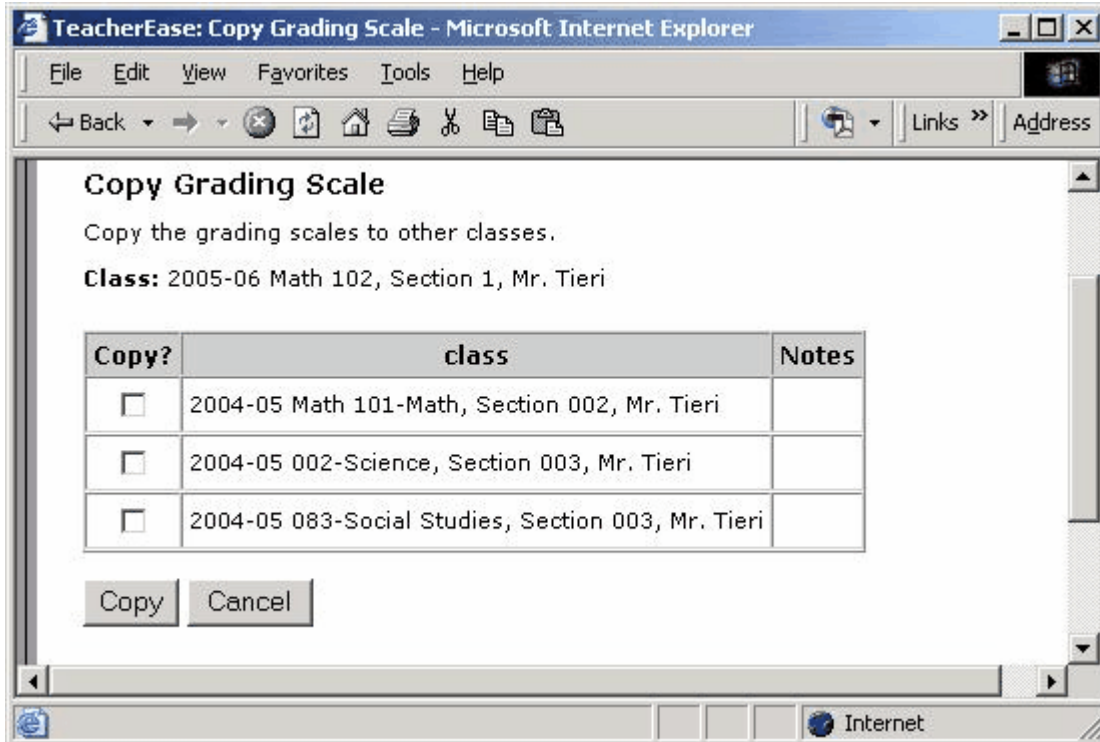 TeacherEase: Copy Grading Scale - Microsoft Internet Explorer
File Edit View Favorites Tools Help
Back Links » Address
Copy Grading Scale
Copy the grading scales to other classes.
Class: 2005-06 Math 102, Section 1, Mr. Tieri
Copy? class Notes
2004-05 Math 101-Math, Section 002, Mr. Tieri
2004-05 002-Science, Section 003, Mr. Tieri
2004-05 083-Social Studies, Section 003, Mr. Tieri
Copy Cancel
Internet